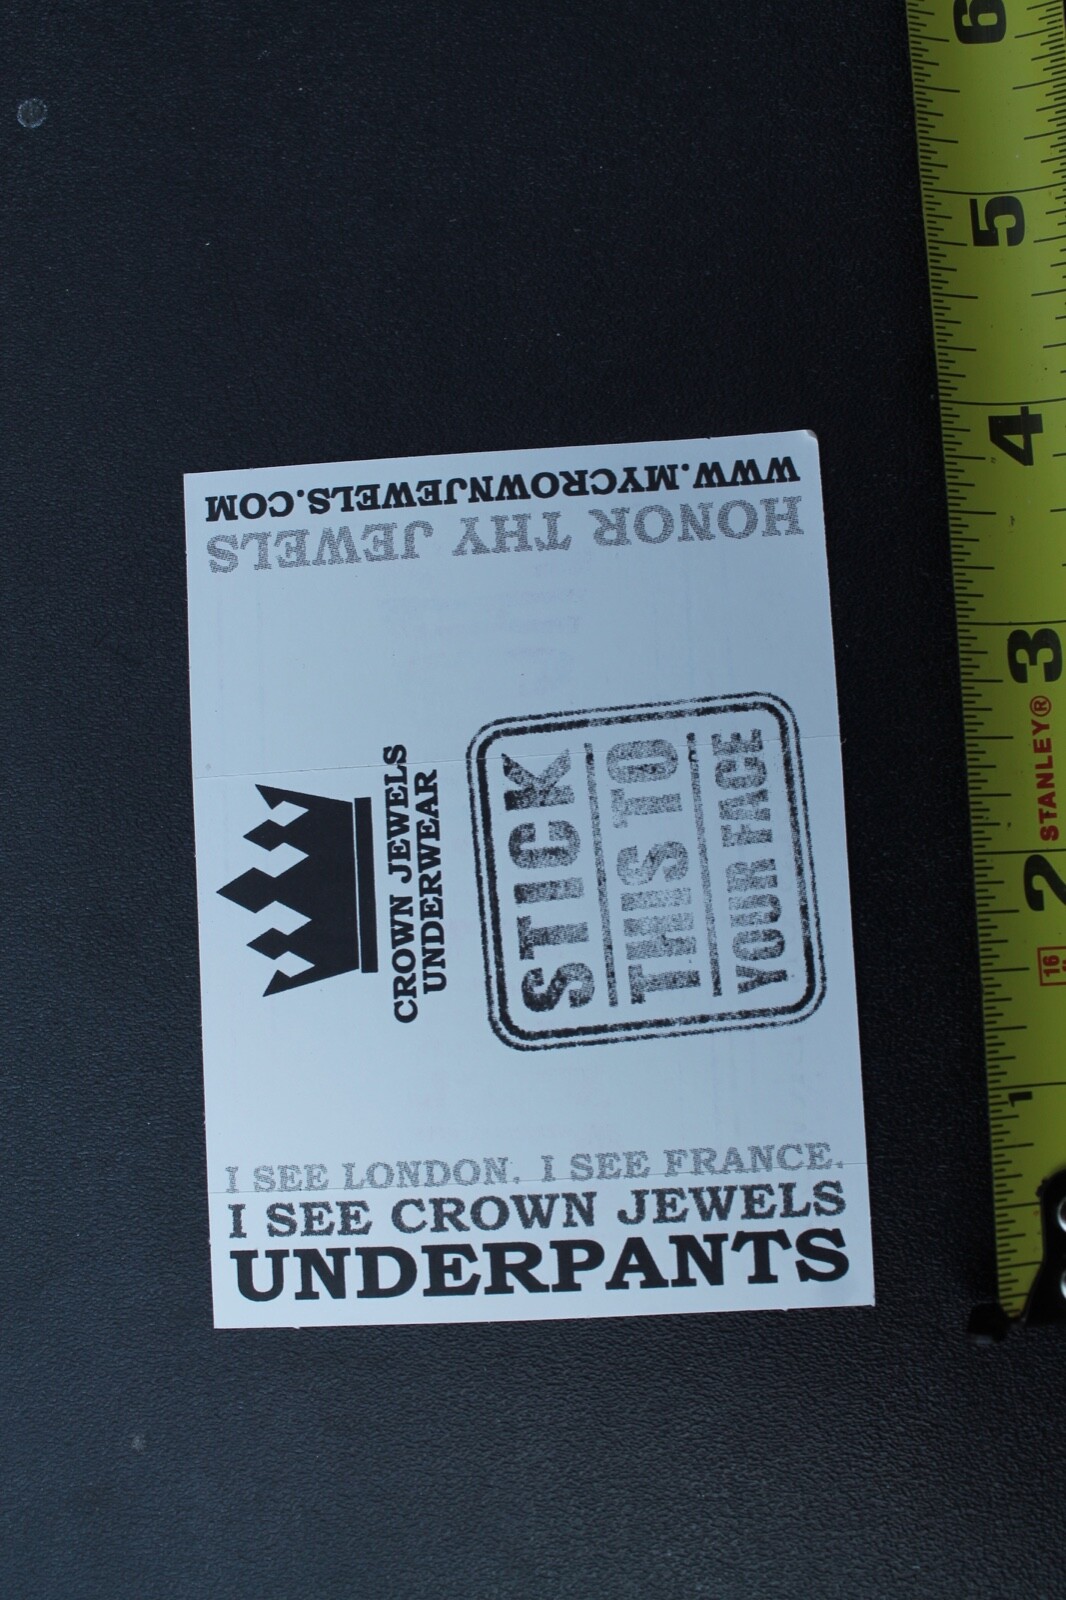 WWW.MYCROWNJEWELS.COM
HONOR THY JEWELS
CROWN JEWELS
UNDERWEAR
STICK
THIS TO
YOUR FACE
I SEE LONDON. I SEE FRANCE.
I SEE CROWN JEWELS
UNDERPANTS
6
5
4
3
STANLEY®
2
16
1